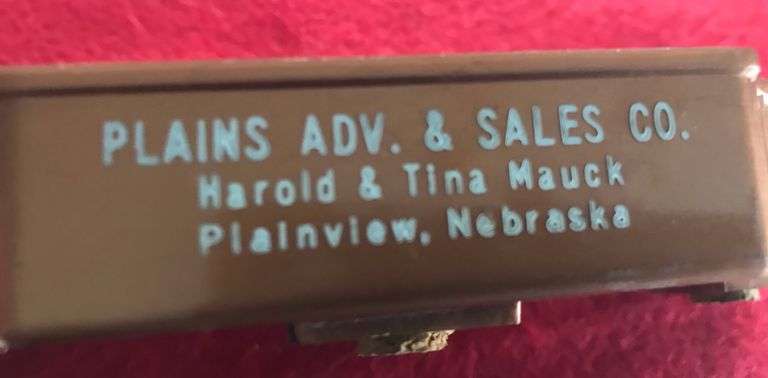 PLAINS ADV. & SALES CO.
Harold & Tina Mauck
Plainview, Nebraska